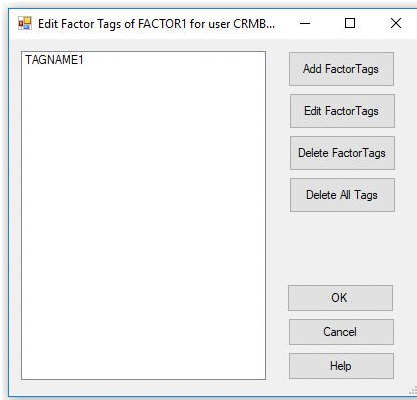 Edit Factor Tags of FACTOR1 for user CRMB...
TAGNAME1
Add FactorTags
Edit FactorTags
Delete FactorTags
Delete All Tags
OK
Cancel
Help